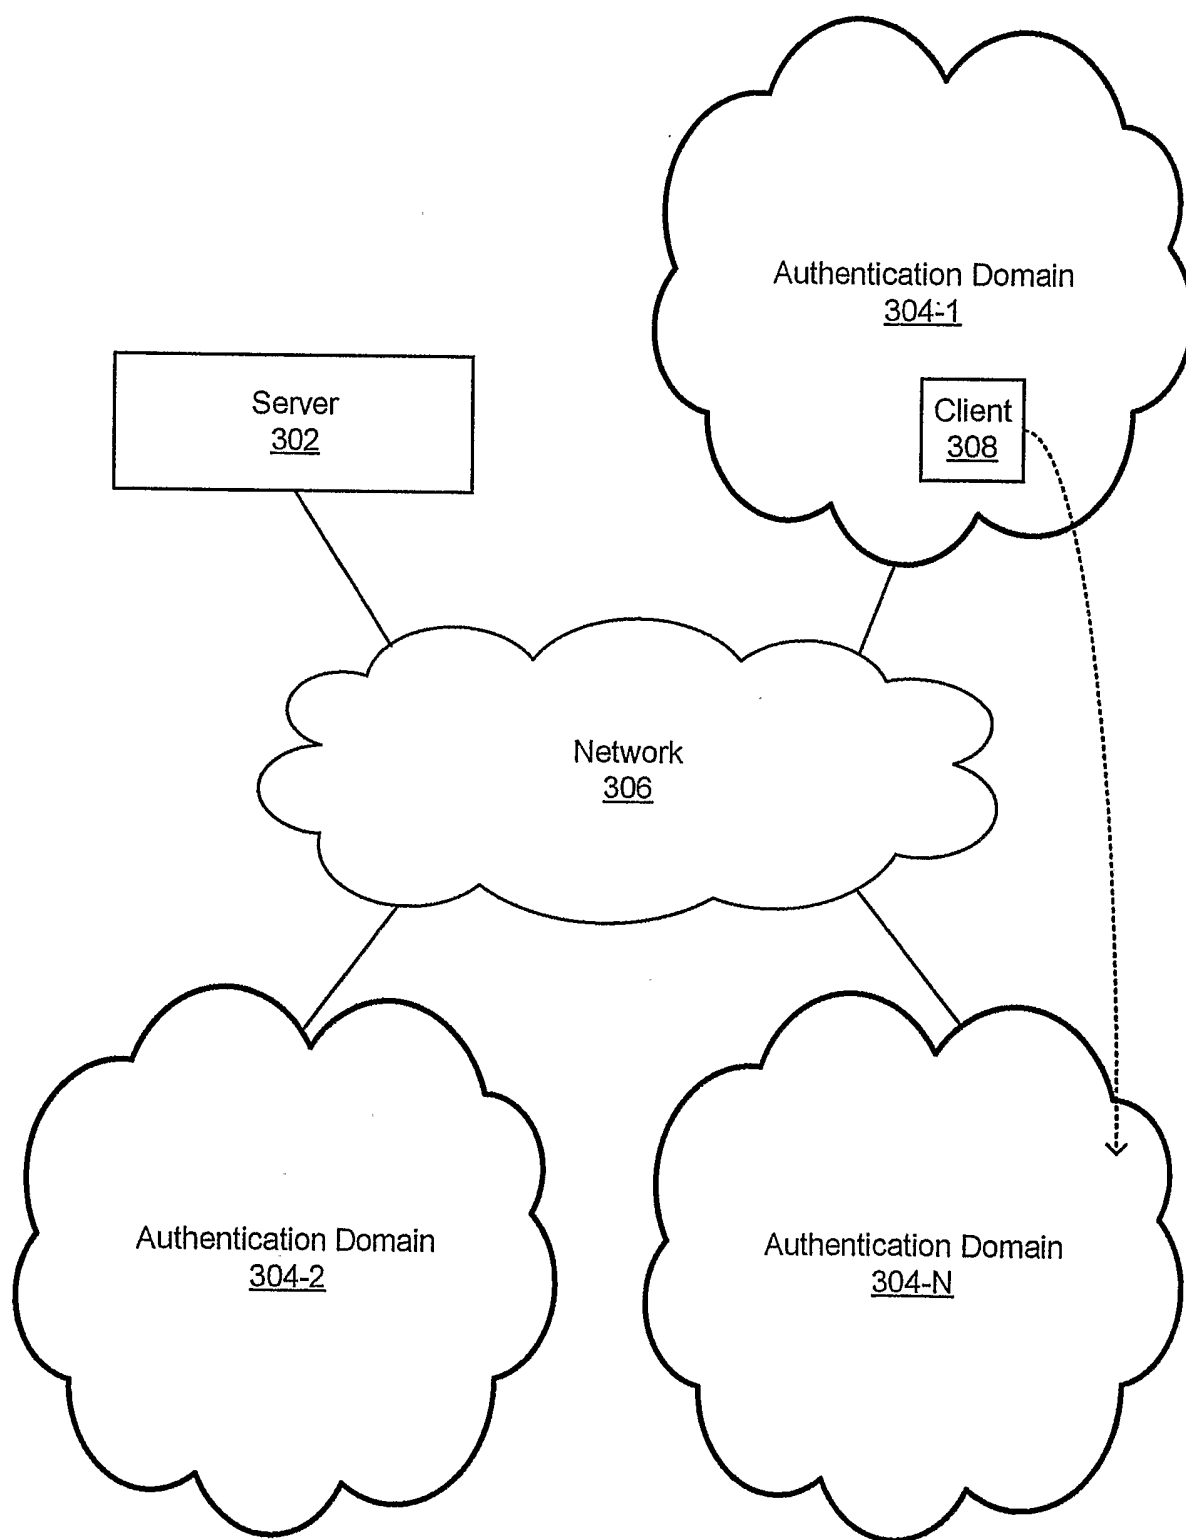 Authentication Domain
304-1
Server
302
Client
308
Network
306
Authentication Domain
304-2
Authentication Domain
304-N